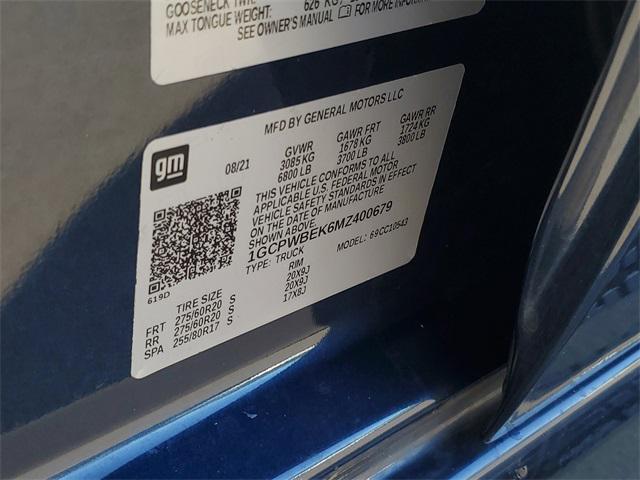 GOOSENECK TWR: 626 KG/
MAX TONGUE WEIGHT:
SEE OWNER'S MANUAL FOR MORE INFORMATION
MFD BY GENERAL MOTORS LLC
gm
08/21
GVWR GAWR FRT GAWR RR
3085 KG 1678 KG 1724 KG
6800 LB 3700 LB 3800 LB
THIS VEHICLE CONFORMS TO ALL
APPLICABLE U.S. FEDERAL MOTOR
VEHICLE SAFETY STANDARDS IN EFFECT
ON THE DATE OF MANUFACTURE
SHOWN ABOVE.
1GCPWBEK6MZ400679
TYPE: TRUCK MODEL: 69CC10543
619D
TIRE SIZE RIM
FRT 275/60R20 S 20X9J
RR 275/60R20 S 20X9J
SPA 255/80R17 S 17X8J